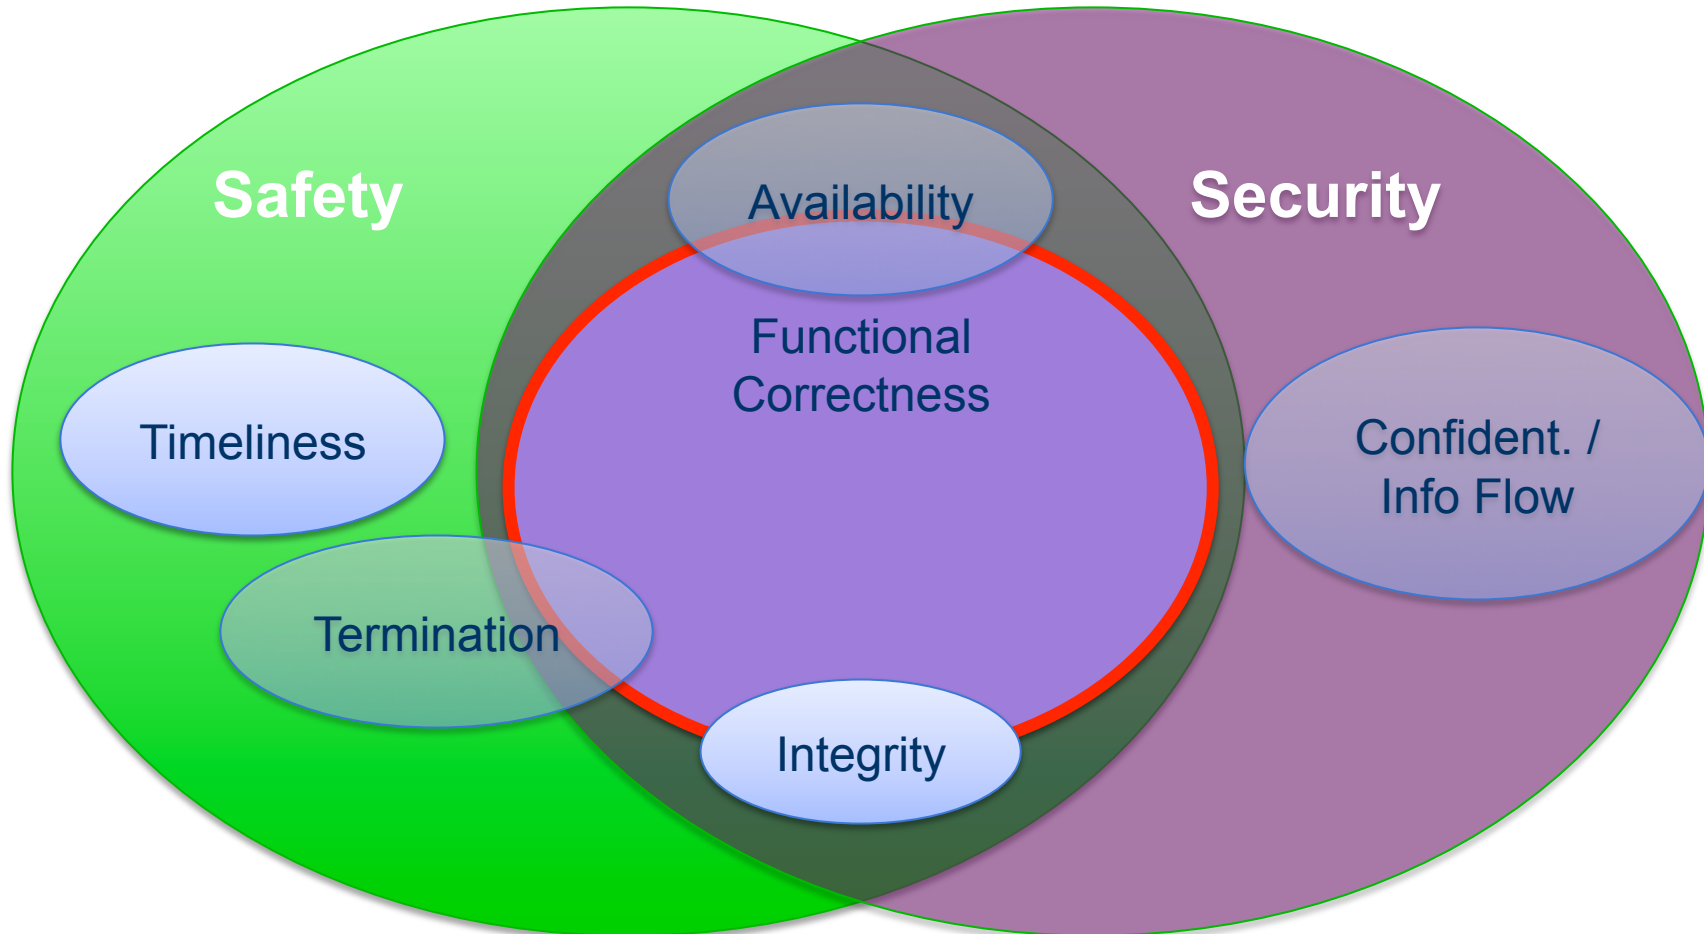 Safety
Security
Availability
Functional
Correctness
Timeliness
Confident. /
Info Flow
Termination
Integrity